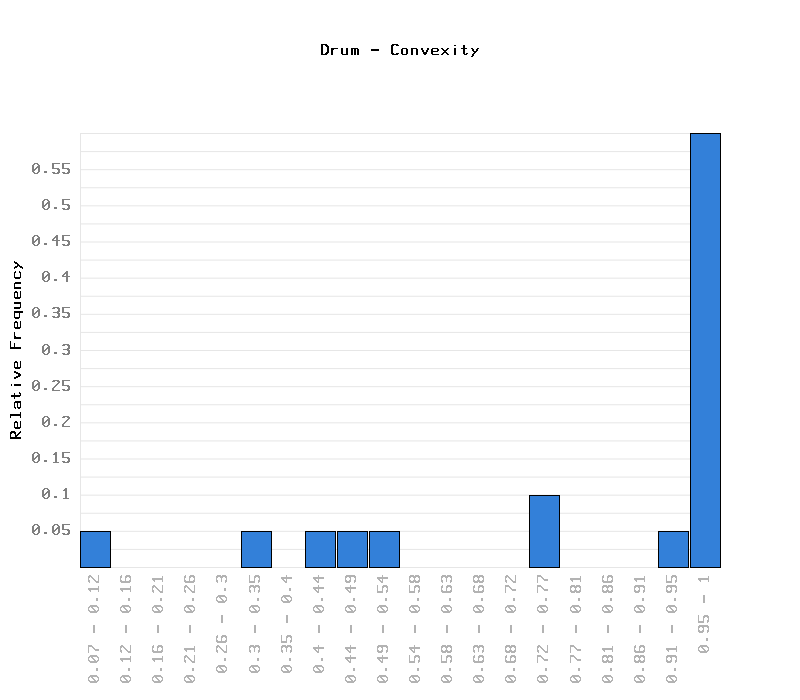 Drum - Convexity
Relative Frequency
0.55
0.5
0.45
0.4
0.35
0.3
0.25
0.2
0.15
0.1
0.05
0.07 - 0.12
0.12 - 0.16
0.16 - 0.21
0.21 - 0.26
0.26 - 0.3
0.3 - 0.35
0.35 - 0.4
0.4 - 0.44
0.44 - 0.49
0.49 - 0.54
0.54 - 0.58
0.58 - 0.63
0.63 - 0.68
0.68 - 0.72
0.72 - 0.77
0.77 - 0.81
0.81 - 0.86
0.86 - 0.91
0.91 - 0.95
0.95 - 1